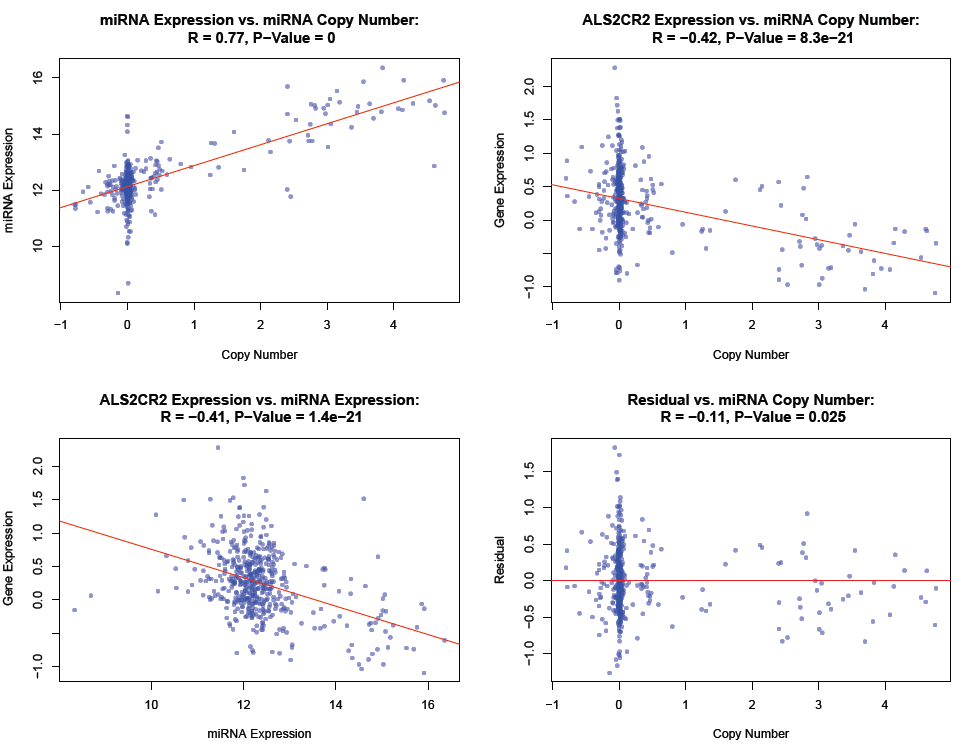 miRNA Expression vs. miRNA Copy Number:
R = 0.77, P−Value = 0
miRNA Expression
16
14
12
10
−1 0 1 2 3 4
Copy Number
ALS2CR2 Expression vs. miRNA Copy Number:
R = −0.42, P−Value = 8.3e−21
Gene Expression
2.0
1.5
1.0
0.5
0.0
−1.0
−1 0 1 2 3 4
Copy Number
ALS2CR2 Expression vs. miRNA Expression:
R = −0.41, P−Value = 1.4e−21
Gene Expression
2.0
1.5
1.0
0.5
0.0
−1.0
10 12 14 16
miRNA Expression
Residual vs. miRNA Copy Number:
R = −0.11, P−Value = 0.025
Residual
1.5
1.0
0.5
0.0
−0.5
−1.0
−1 0 1 2 3 4
Copy Number